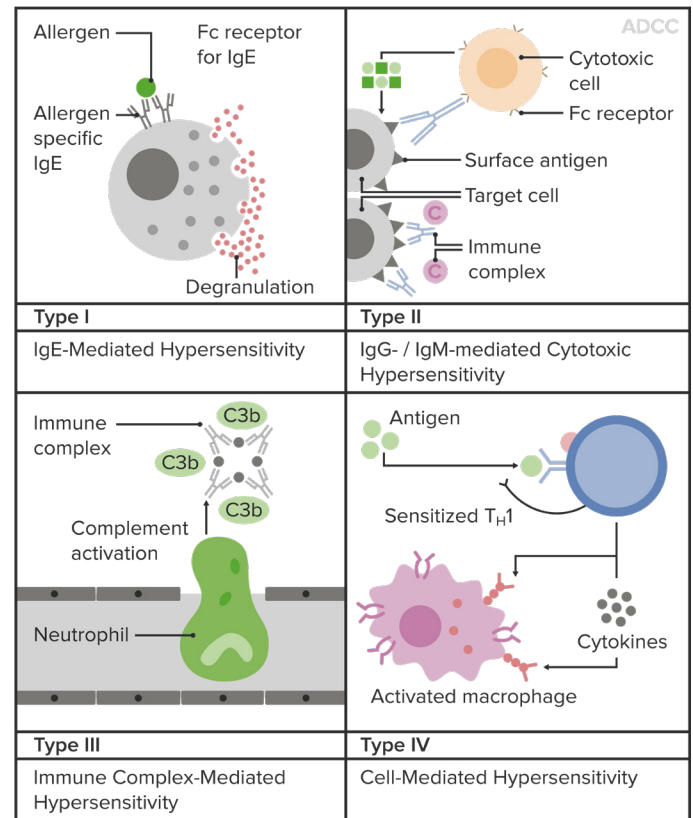 Allergen
Fc receptor
for IgE
Allergen
specific
IgE
Degranulation
Type I
IgE-Mediated Hypersensitivity
ADCC
Cytotoxic
cell
Fc receptor
Surface antigen
Target cell
C
Immune
complex
C
Type II
IgG- / IgM-mediated Cytotoxic
Hypersensitivity
Immune
complex
C3b
C3b
C3b
Complement
activation
Neutrophil
Type III
Immune Complex-Mediated
Hypersensitivity
Antigen
Sensitized TH1
Cytokines
Activated macrophage
Type IV
Cell-Mediated Hypersensitivity